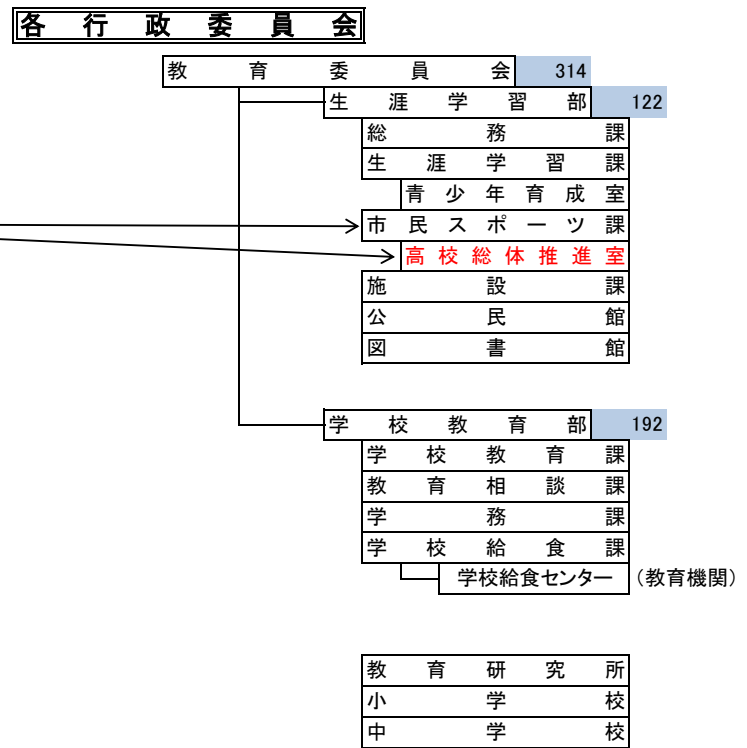 各行政委員会
教育委員会 314
生涯学習部 122
総務課
生涯学習課
青少年育成室
市民スポーツ課
高校総体推進室
施設課
公民館
図書館
学校教育部 192
学校教育課
教育相談課
学務課
学校給食課
学校給食センター （教育機関）
教育研究所
小学校
中学校